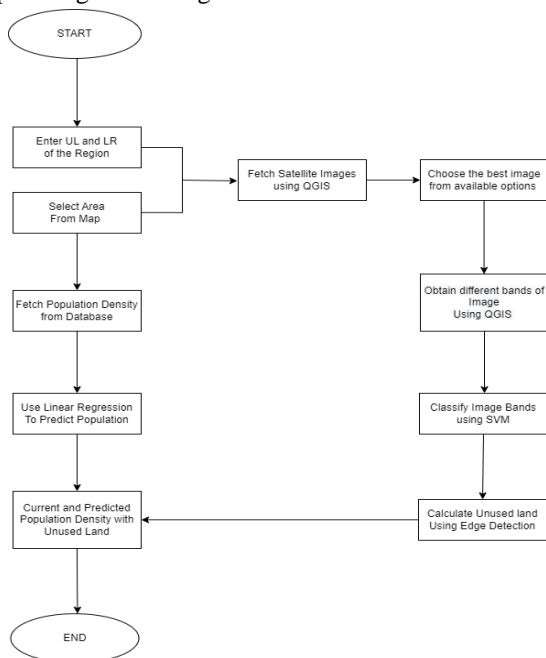 START
Enter UL and LR
of the Region
Select Area
From Map
Fetch Satellite Images
using QGIS
Choose the best image
from available options
Fetch Population Density
from Database
Obtain different bands of
Image
Using QGIS
Use Linear Regression
To Predict Population
Classify Image Bands
using SVM
Current and Predicted
Population Density with
Unused Land
Calculate Unused land
Using Edge Detection
END